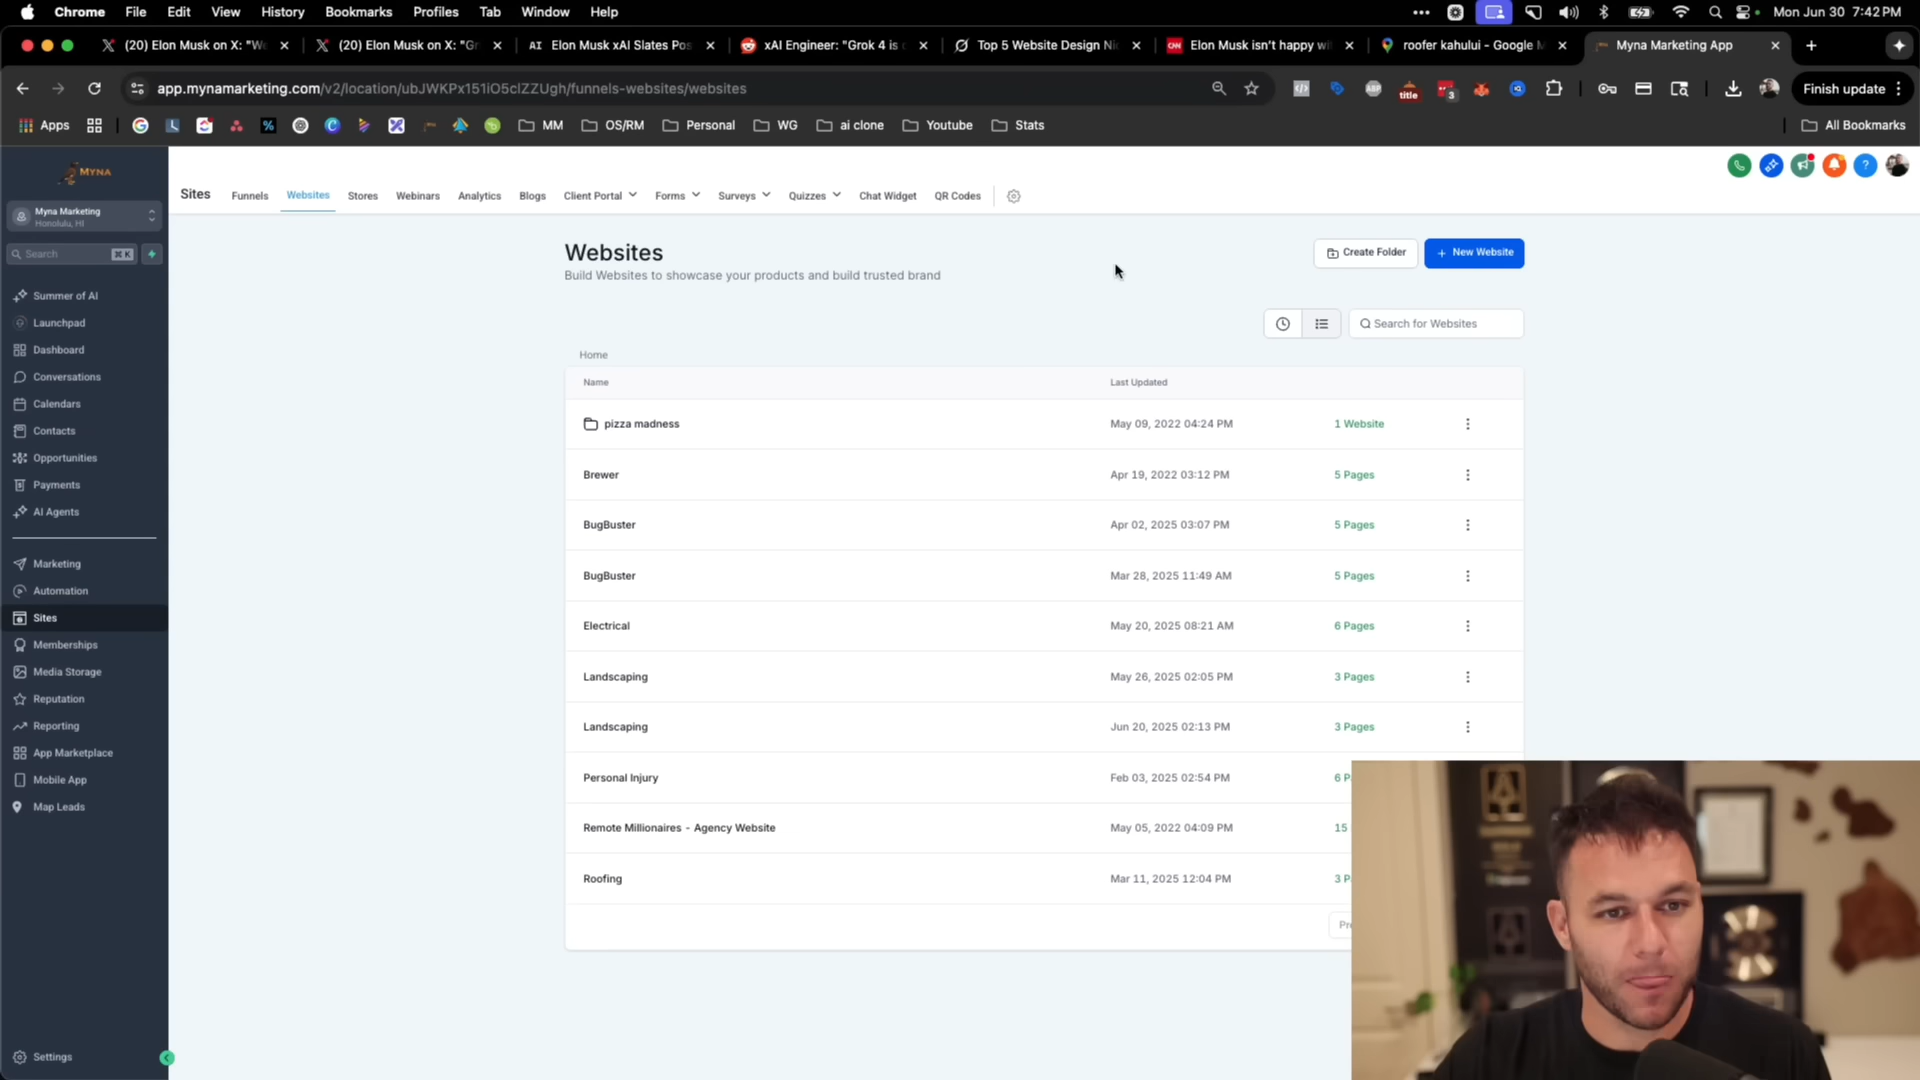 Chrome File Edit View History Bookmarks Profiles Tab Window Help Mon Jun 30 7:42 PM
(20) Elon Musk on X: "We
(20) Elon Musk on X: "Gr
Elon Musk xAI Slates Pos
xAI Engineer: "Grok 4 is
Top 5 Website Design Nic
Elon Musk isn't happy wi
roofer kahului - Google M
Myna Marketing App
app.mynamarketing.com/v2/location/ubJWKPx151iO5clZZUgh/funnels-websites/websites
title
3
Finish update
Apps MM OS/RM Personal WG ai clone Youtube Stats All Bookmarks
MYNA
Myna Marketing
Honolulu, HI
Search ⌘ K
Summer of AI
Launchpad
Dashboard
Conversations
Calendars
Contacts
Opportunities
Payments
AI Agents
Marketing
Automation
Sites
Memberships
Media Storage
Reputation
Reporting
App Marketplace
Mobile App
Map Leads
Settings
Sites Funnels Websites Stores Webinars Analytics Blogs Client Portal Forms Surveys Quizzes Chat Widget QR Codes
Websites
Build Websites to showcase your products and build trusted brand
Create Folder
+ New Website
Search for Websites
Home
Name Last Updated
pizza madness May 09, 2022 04:24 PM 1 Website
Brewer Apr 19, 2022 03:12 PM 5 Pages
BugBuster Apr 02, 2025 03:07 PM 5 Pages
BugBuster Mar 28, 2025 11:49 AM 5 Pages
Electrical May 20, 2025 08:21 AM 6 Pages
Landscaping May 26, 2025 02:05 PM 3 Pages
Landscaping Jun 20, 2025 02:13 PM 3 Pages
Personal Injury Feb 03, 2025 02:54 PM 6 P
Remote Millionaires - Agency Website May 05, 2022 04:09 PM 15
Roofing Mar 11, 2025 12:04 PM 3 P
Pre